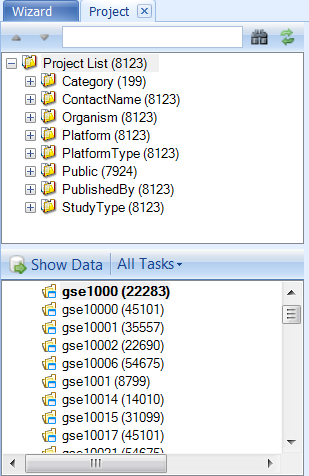 Wizard Project
Project List (8123)
Category (199)
ContactName (8123)
Organism (8123)
Platform (8123)
PlatformType (8123)
Public (7924)
PublishedBy (8123)
StudyType (8123)
Show Data All Tasks
gse1000 (22283)
gse10000 (45101)
gse10001 (35557)
gse10002 (22690)
gse10006 (54675)
gse1001 (8799)
gse10014 (14010)
gse10015 (31099)
gse10017 (45101)
gse10021 (54675)